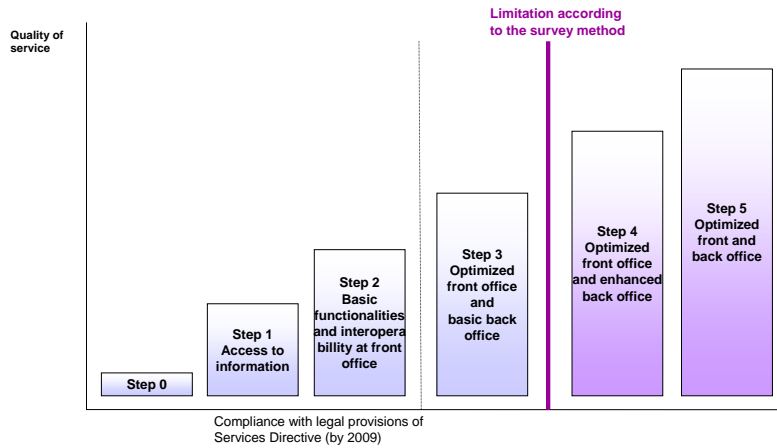 Limitation according
to the survey method
Quality of
service
Step 0
Step 1
Access to
information
Step 2
Basic
functionalities
and interopera
billity at front
office
Step 3
Optimized
front office
and
basic back
office
Step 4
Optimized
front office
and enhanced
back office
Step 5
Optimized
front and
back office
Compliance with legal provisions of
Services Directive (by 2009)